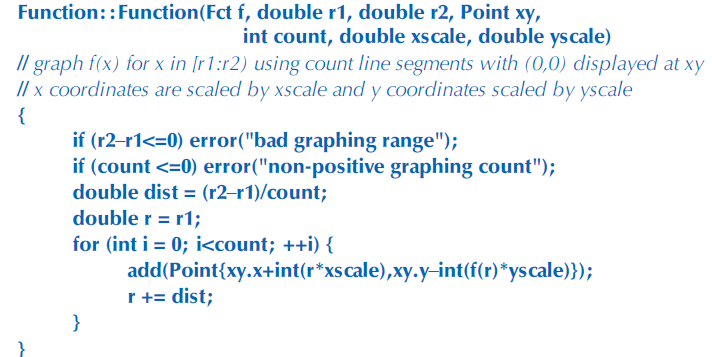 Function::Function(Fct f, double r1, double r2, Point xy,
int count, double xscale, double yscale)
// graph f(x) for x in [r1:r2) using count line segments with (0,0) displayed at xy
// x coordinates are scaled by xscale and y coordinates scaled by yscale
{
if (r2–r1<=0) error("bad graphing range");
if (count <=0) error("non-positive graphing count");
double dist = (r2–r1)/count;
double r = r1;
for (int i = 0; i<count; ++i) {
add(Point{xy.x+int(r*xscale),xy.y–int(f(r)*yscale)});
r += dist;
}
}